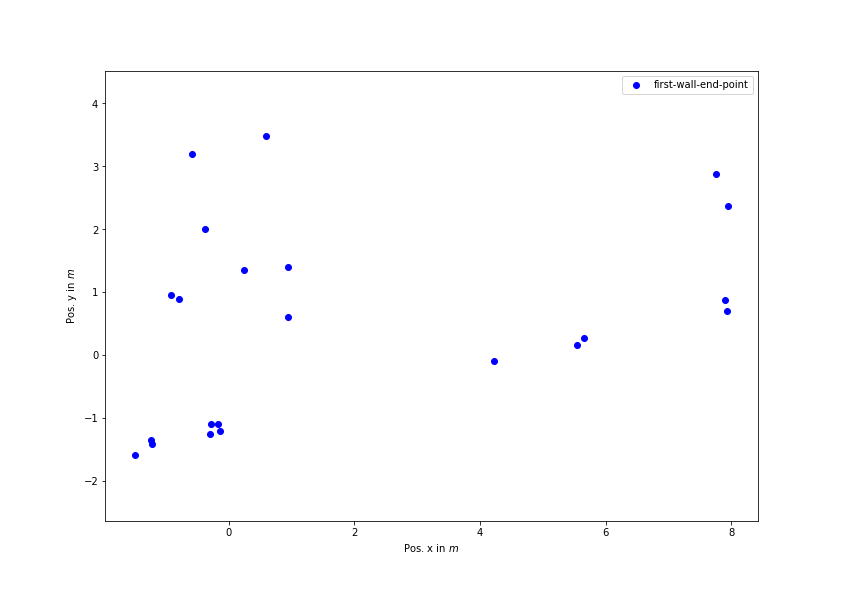 first-wall-end-point
4
3
2
1
0
−1
−2
Pos. y in m
0 2 4 6 8
Pos. x in m